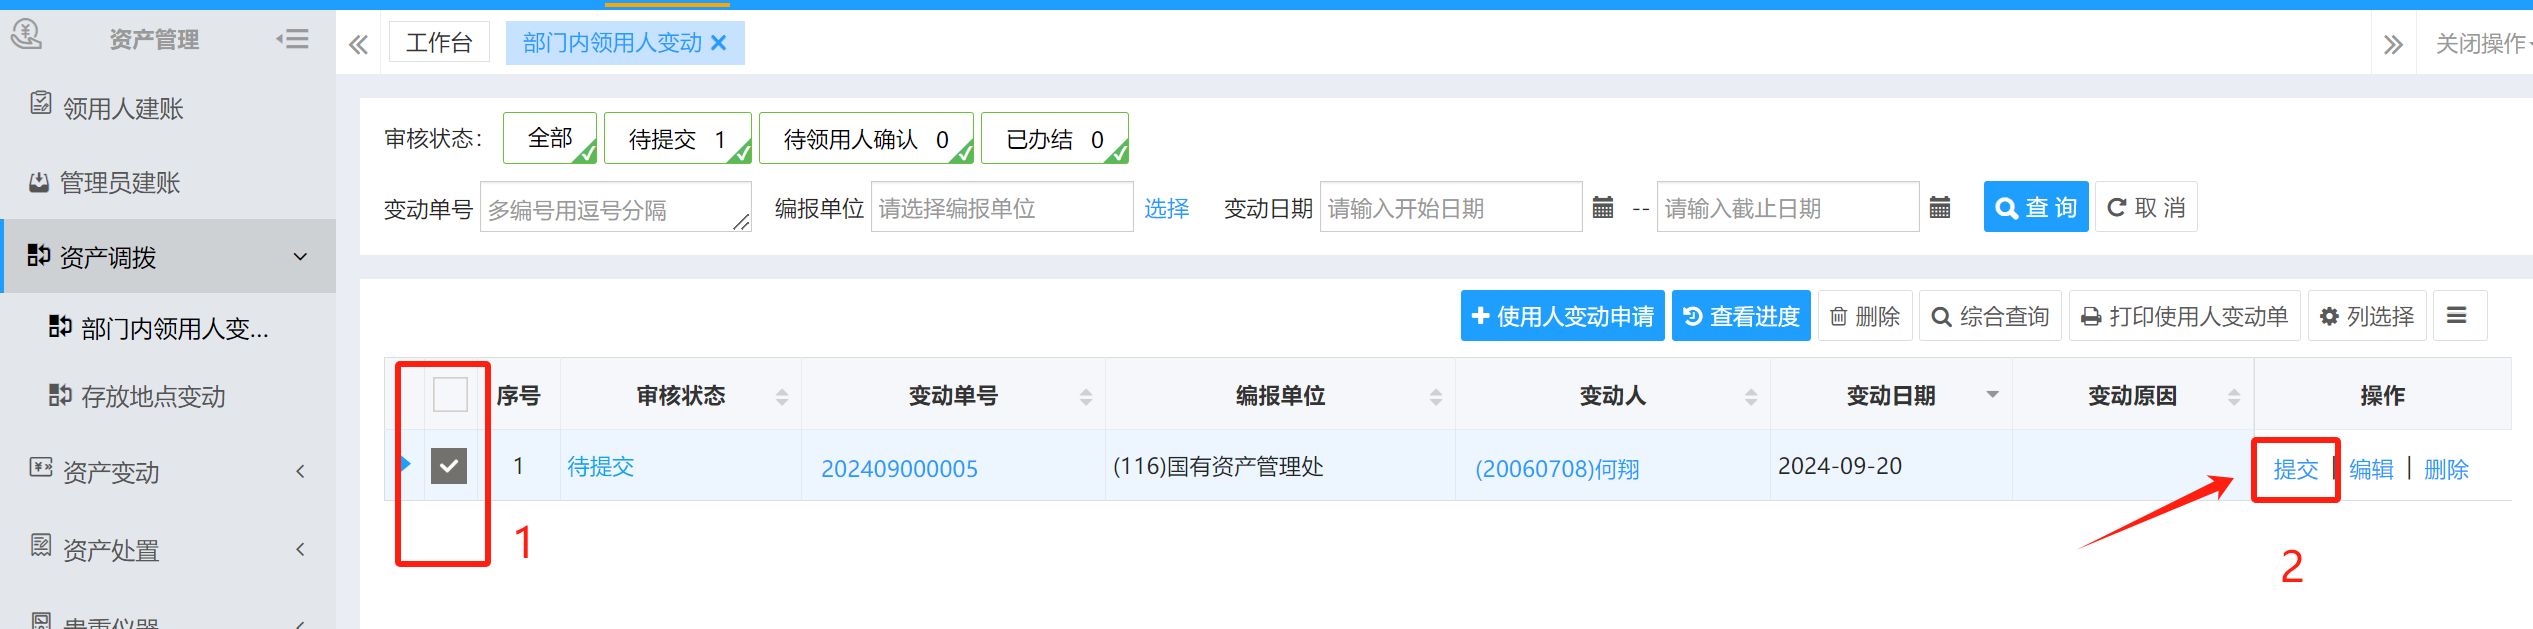 资产管理
工作台
部门内领用人变动
关闭操作
领用人建账
管理员建账
资产调拨
部门内领用人变...
存放地点变动
资产变动
资产处置
贵重仪器
审核状态：
全部
待提交 1
待领用人确认 0
已办结 0
变动单号
多编号用逗号分隔
编报单位
请选择编报单位
选择
变动日期
请输入开始日期
--
请输入截止日期
查 询
取 消
使用人变动申请
查看进度
删除
综合查询
打印使用人变动单
列选择
序号 审核状态 变动单号 编报单位 变动人 变动日期 变动原因 操作
1 待提交 202409000005 (116)国有资产管理处 (20060708)何翔 2024-09-20 提交 | 编辑 | 删除
1
2